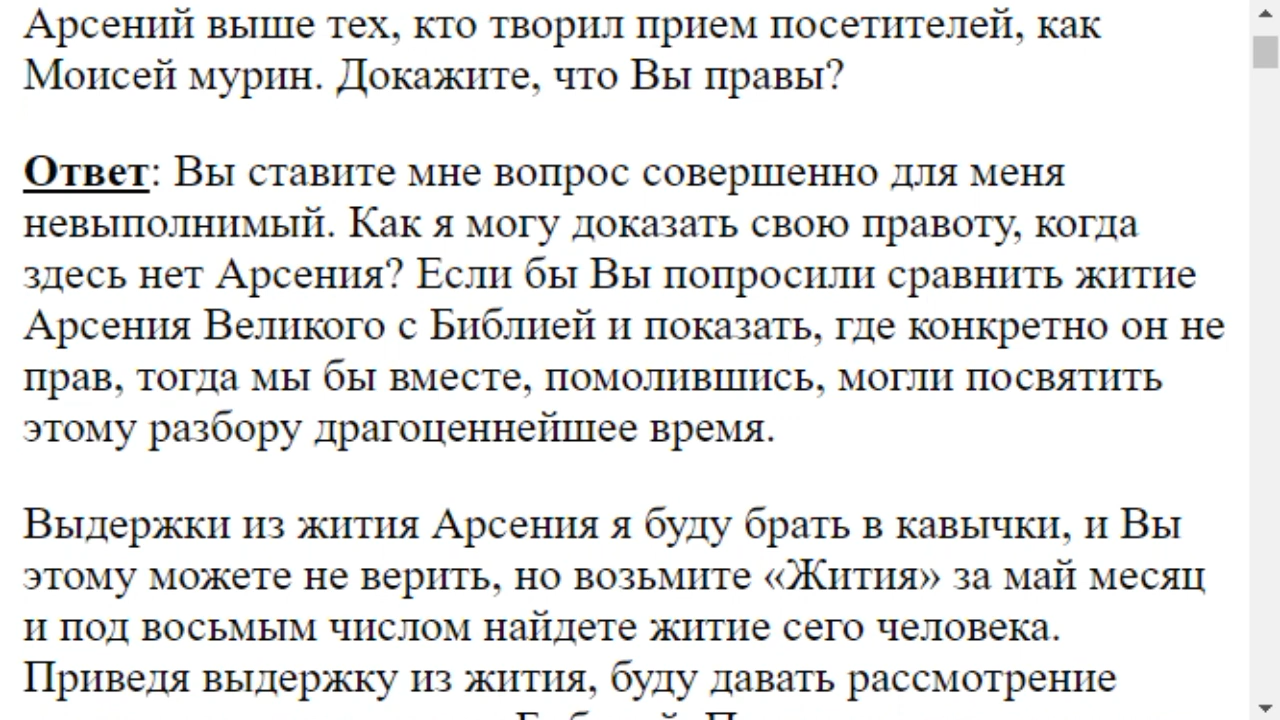 Арсений выше тех, кто творил прием посетителей, как
Моисей мурин. Докажите, что Вы правы?
Ответ: Вы ставите мне вопрос совершенно для меня
невыполнимый. Как я могу доказать свою правоту, когда
здесь нет Арсения? Если бы Вы попросили сравнить житие
Арсения Великого с Библией и показать, где конкретно он не
прав, тогда мы бы вместе, помолившись, могли посвятить
этому разбору драгоценнейшее время.
Выдержки из жития Арсения я буду брать в кавычки, и Вы
этому можете не верить, но возьмите «Жития» за май месяц
и под восьмым числом найдете житие сего человека.
Приведя выдержку из жития, буду давать рассмотрение